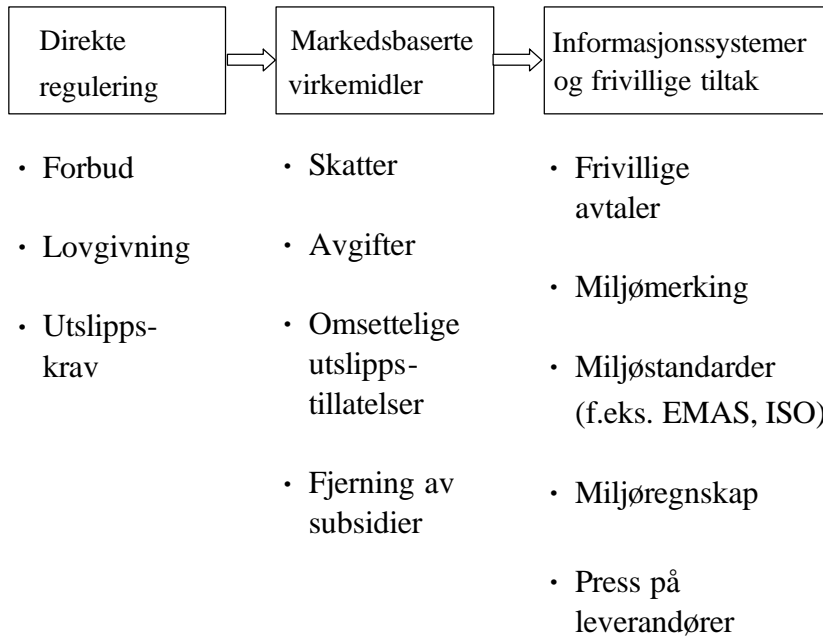 Direkte
regulering
Markedsbaserte
virkemidler
Informasjonssystemer
og frivillige tiltak
· Forbud
· Lovgivning
· Utslipps-
krav
· Skatter
· Avgifter
· Omsettelige
utslipps-
tillatelser
· Fjerning av
subsidier
· Frivillige
avtaler
· Miljømerking
· Miljøstandarder
(f.eks. EMAS, ISO)
· Miljøregnskap
· Press på
leverandører